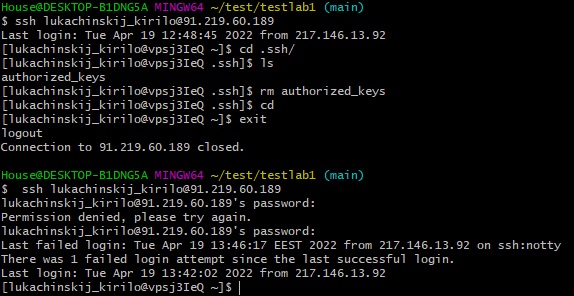 House@DESKTOP-B1DNG5A MINGW64 ~/test/testlab1 (main)
$ ssh lukachinskij_kirilo@91.219.60.189
Last login: Tue Apr 19 12:48:45 2022 from 217.146.13.92
[lukachinskij_kirilo@vpsj3IeQ ~]$ cd .ssh/
[lukachinskij_kirilo@vpsj3IeQ .ssh]$ ls
authorized_keys
[lukachinskij_kirilo@vpsj3IeQ .ssh]$ rm authorized_keys
[lukachinskij_kirilo@vpsj3IeQ .ssh]$ cd
[lukachinskij_kirilo@vpsj3IeQ ~]$ exit
logout
Connection to 91.219.60.189 closed.
House@DESKTOP-B1DNG5A MINGW64 ~/test/testlab1 (main)
$  ssh lukachinskij_kirilo@91.219.60.189
lukachinskij_kirilo@91.219.60.189's password:
Permission denied, please try again.
lukachinskij_kirilo@91.219.60.189's password:
Last failed login: Tue Apr 19 13:46:17 EEST 2022 from 217.146.13.92 on ssh:notty
There was 1 failed login attempt since the last successful login.
Last login: Tue Apr 19 13:42:02 2022 from 217.146.13.92
[lukachinskij_kirilo@vpsj3IeQ ~]$